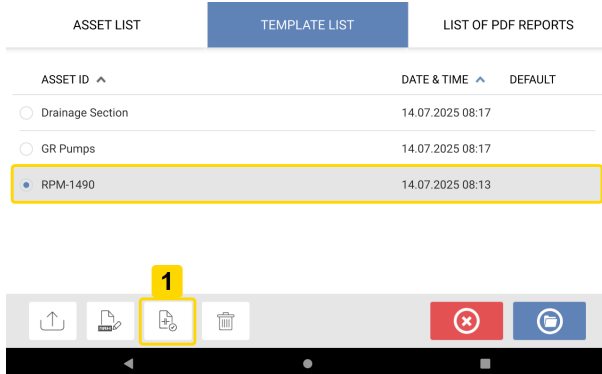 ASSET LIST TEMPLATE LIST LIST OF PDF REPORTS
ASSET ID DATE & TIME DEFAULT
Drainage Section 14.07.2025 08:17
GR Pumps 14.07.2025 08:17
RPM-1490 14.07.2025 08:13
1